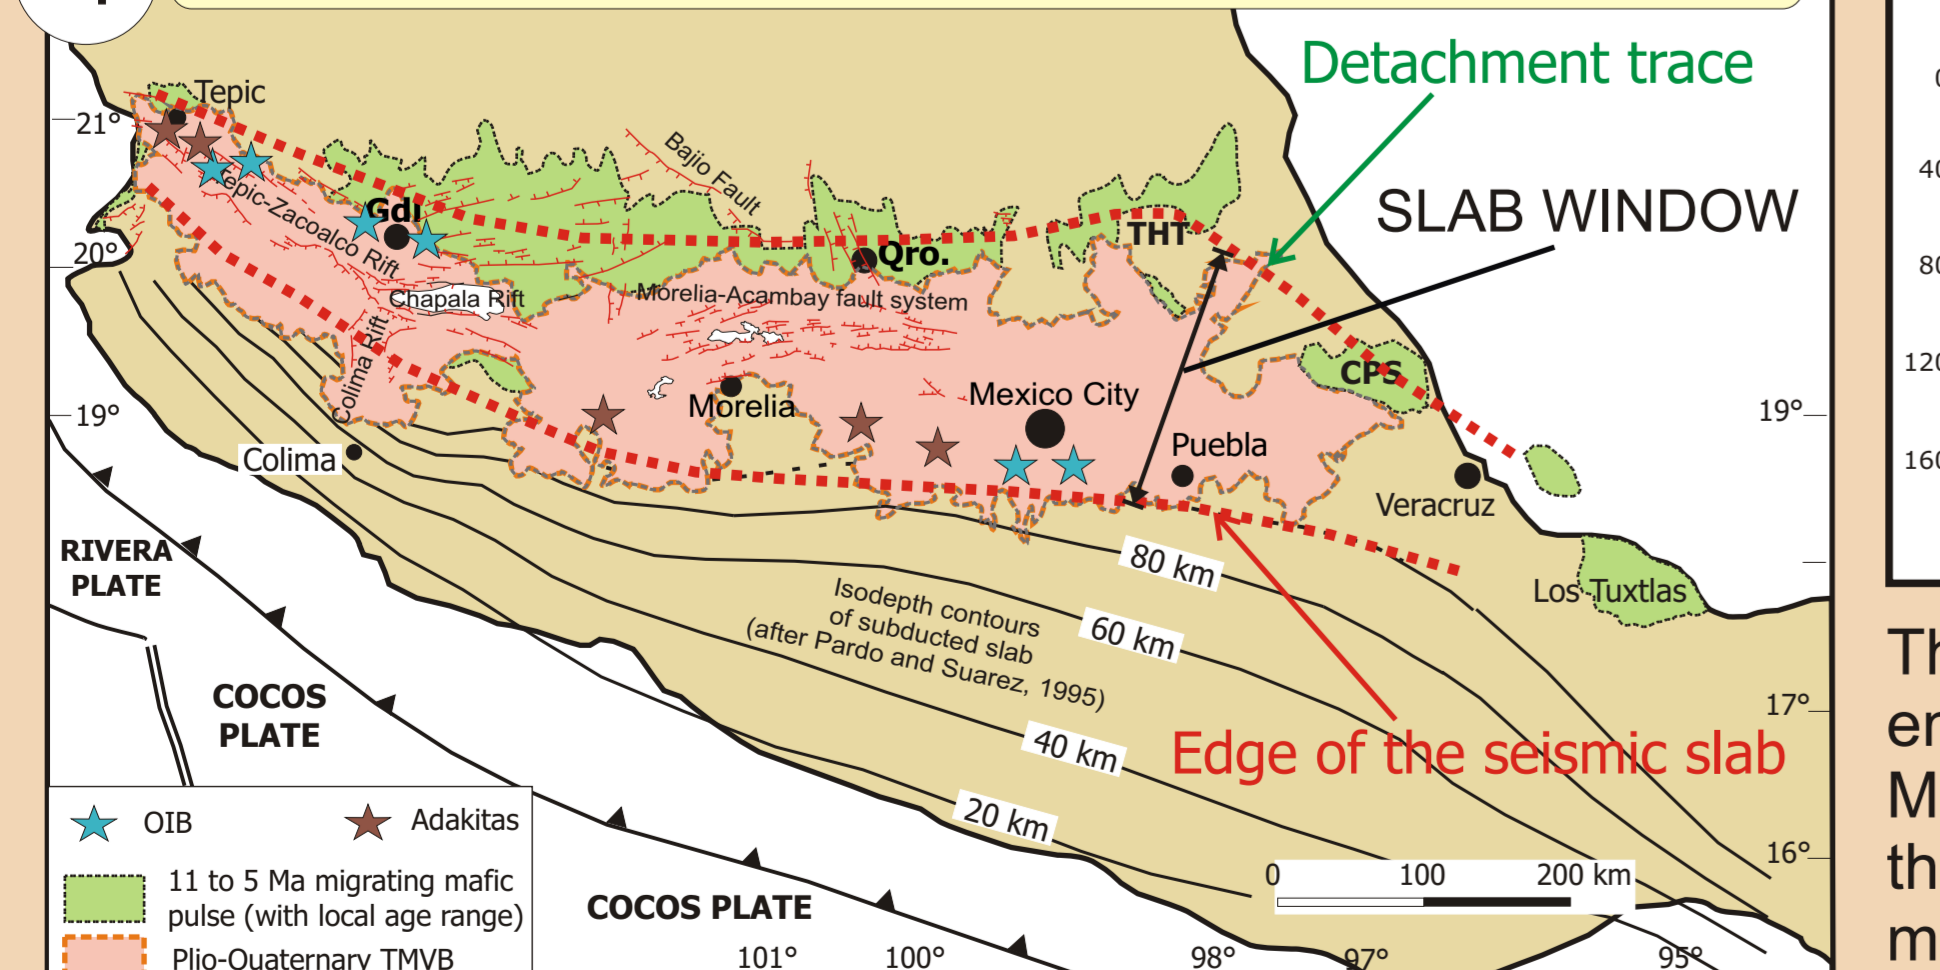 Detachment trace
Tepic
21°
Bajio Fault
SLAB WINDOW
Tepic-Zacoalco Rift
Gdl
THT
20°
Qro.
Chapala Rift
Morelia-Acambay fault system
Colima Rift
CPS
Mexico City
Morelia
19°
19°
Puebla
Colima
Veracruz
RIVERA
PLATE
80 km
Isodepth contours
of subducted slab
(after Pardo and Suarez, 1995)
60 km
Los Tuxtlas
COCOS
PLATE
17°
40 km
Edge of the seismic slab
20 km
OIB
Adakitas
16°
0 100 200 km
11 to 5 Ma migrating mafic
pulse (with local age range)
COCOS PLATE
Plio-Quaternary TMVB
101° 100° 98° 97° 95°
40
80
120
160